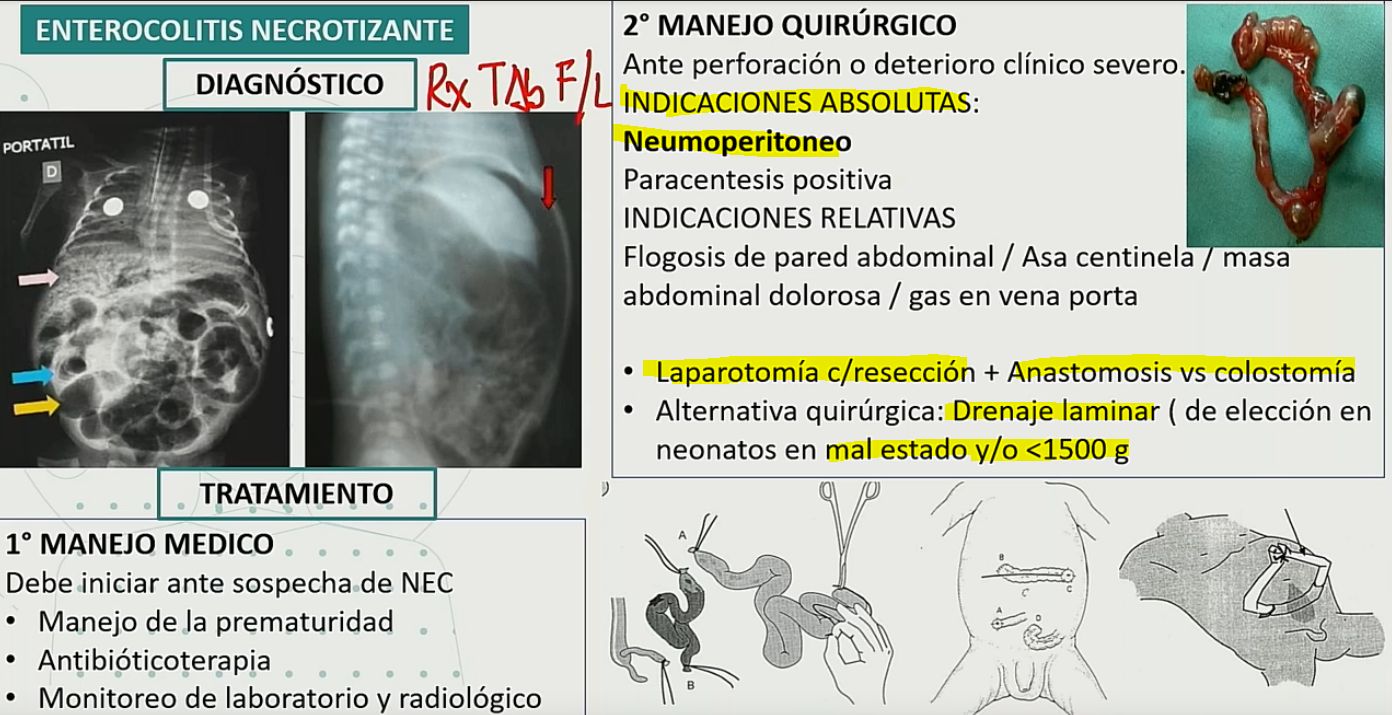 ENTEROCOLITIS NECROTIZANTE
DIAGNÓSTICO
Rx TAb F/L
PORTATIL
D
TRATAMIENTO
1° MANEJO MEDICO
Debe iniciar ante sospecha de NEC
• Manejo de la prematuridad
• Antibióticoterapia
• Monitoreo de laboratorio y radiológico
2° MANEJO QUIRÚRGICO
Ante perforación o deterioro clínico severo.
INDICACIONES ABSOLUTAS:
Neumoperitoneo
Paracentesis positiva
INDICACIONES RELATIVAS
Flogosis de pared abdominal / Asa centinela / masa
abdominal dolorosa / gas en vena porta
• Laparotomía c/resección + Anastomosis vs colostomía
• Alternativa quirúrgica: Drenaje laminar ( de elección en
neonatos en mal estado y/o <1500 g
A
B
B
C
A